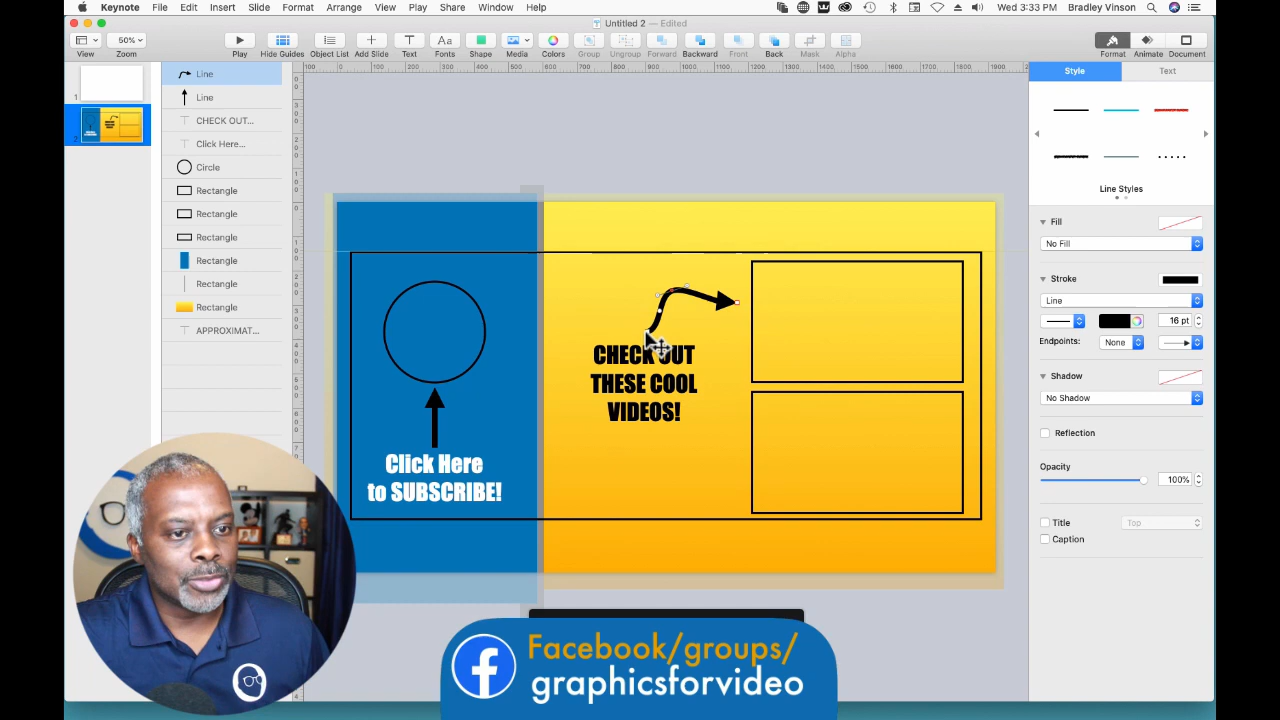 Keynote File Edit Insert Slide Format Arrange View Play Share Window Help
Wed 3:33 PM Bradley Vinson
Untitled 2 — Edited
50%
View Zoom Play Hide Guides Object List Add Slide Text Fonts Shape Media Colors Group Ungroup Forward Backward Front Back Mask Alpha Format Animate Document
Style Text
Line
Line
CHECK OUT...
Click Here...
Circle
Rectangle
Rectangle
Rectangle
Rectangle
Rectangle
Rectangle
APPROXIMAT...
Line Styles
Fill
No Fill
Stroke
Line
16 pt
Endpoints: None
Shadow
No Shadow
Reflection
Opacity
100%
Title Top
Caption
CHECK OUT
THESE COOL
VIDEOS!
Click Here
to SUBSCRIBE!
Facebook/groups/
graphicsforvideo